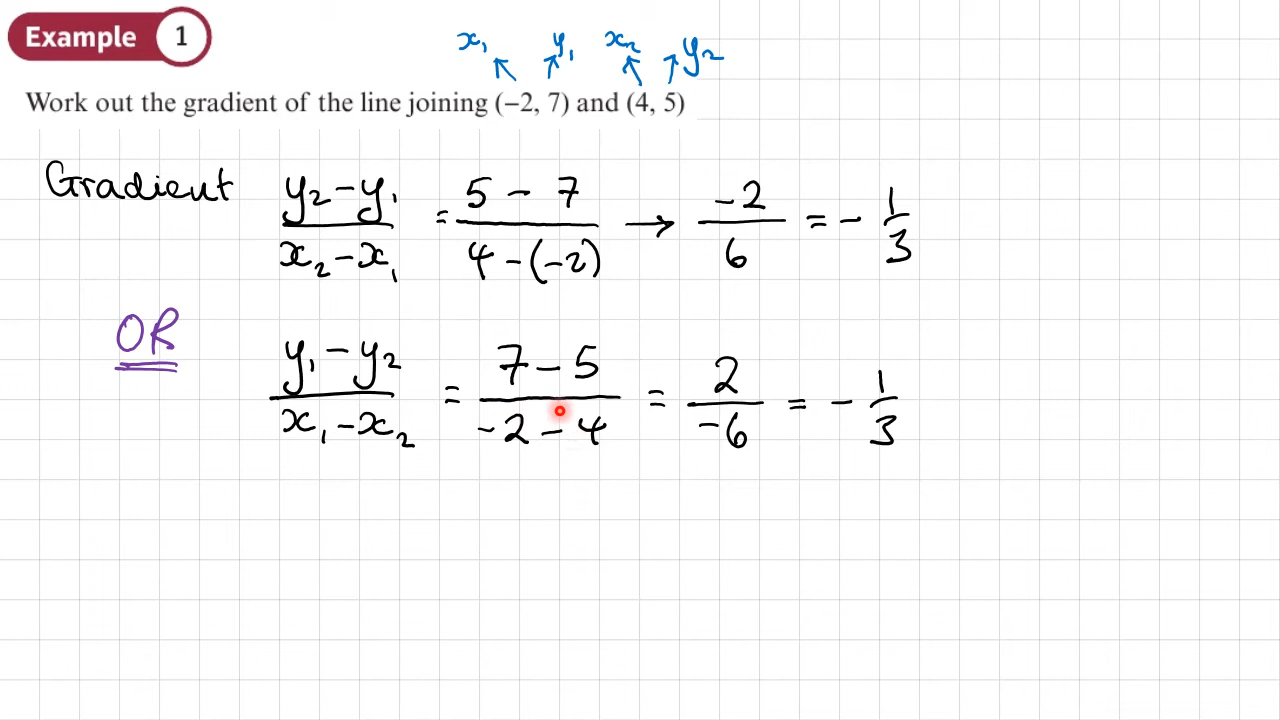 Example 1
x₁ y₁ x₂ y₂
Work out the gradient of the line joining (−2, 7) and (4, 5)
Gradient (y₂ − y₁)/(x₂ − x₁) = (5 − 7)/(4 − (−2)) → (−2)/6 = − 1/3
OR
(y₁ − y₂)/(x₁ − x₂) = (7 − 5)/(−2 − 4) = 2/(−6) = − 1/3